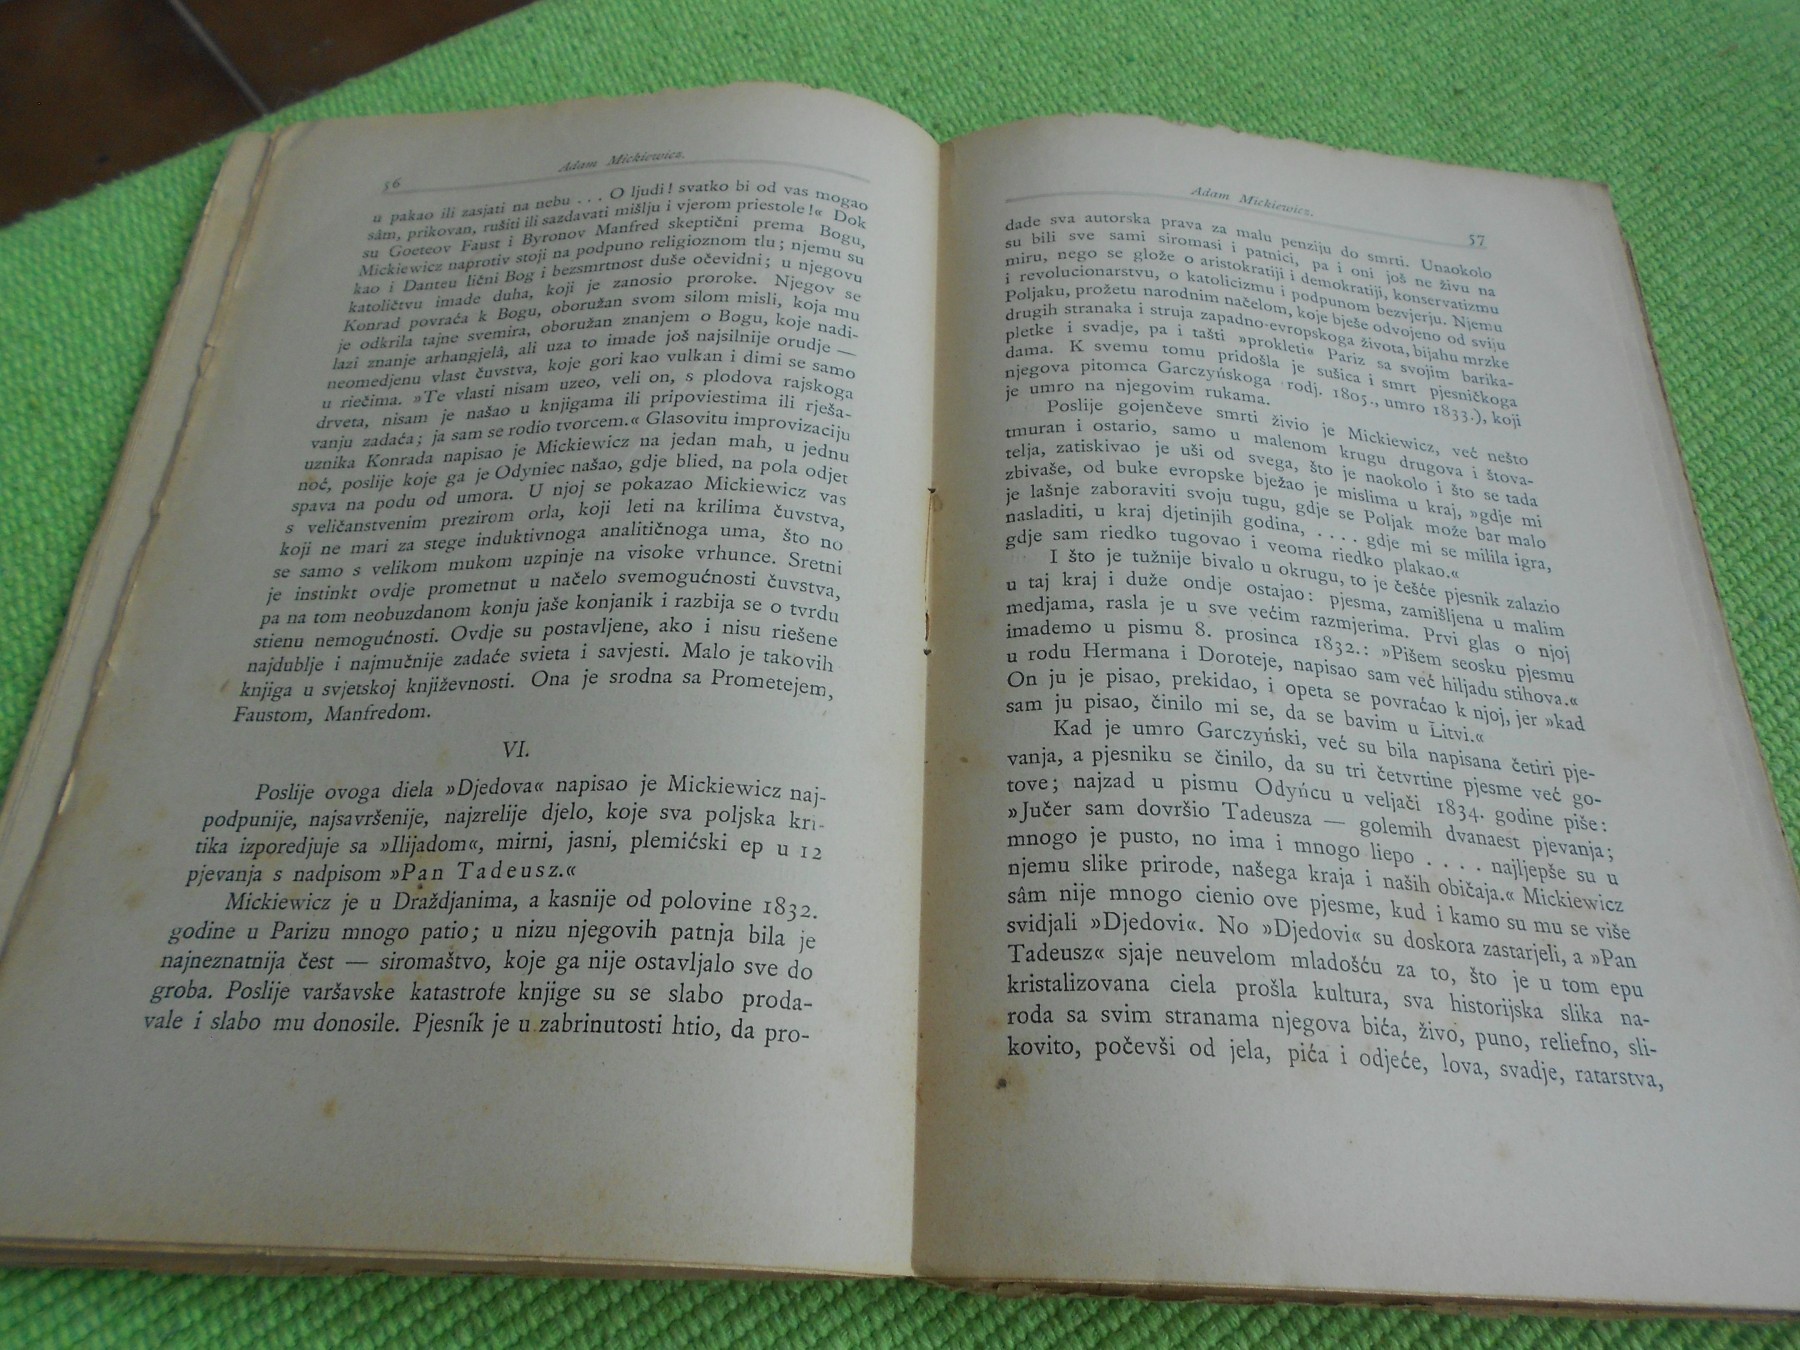 56
Adam Mickiewicz.
u pakao ili zasjati na nebu . . . O ljudi! svatko bi od vas mogao
sâm, prikovan, rušiti ili sazdavati mišlju i vjerom priestole!« Dok
su Goeteov Faust i Byronov Manfred skeptični prema Bogu,
Mickiewicz naprotiv stoji na podpuno religioznom tlu; njemu su
kao i Danteu lični Bog i bezsmrtnost duše očevidni; u njegovu
katoličtvu imade duha, koji je zanosio proroke. Njegov se
Konrad povraća k Bogu, oboružan svom silom misli, koja mu
je odkrila tajne svemira, oboružan znanjem o Bogu, koje nadi-
lazi znanje arhangjelâ, ali uza to imade još najsilnije orudje —
neomedjenu vlast čuvstva, koje gori kao vulkan i dimi se samo
u riečima. »Te vlasti nisam uzeo, veli on, s plodova rajskoga
drveta, nisam je našao u knjigama ili pripoviestima ili rješa-
vanju zadaća; ja sam se rodio tvorcem.« Glasovitu improvizaciju
uznika Konrada napisao je Mickiewicz na jedan mah, u jednu
noć, poslije koje ga je Odyniec našao, gdje blied, na pola odjet
spava na podu od umora. U njoj se pokazao Mickiewicz vas
s veličanstvenim prezirom orla, koji leti na krilima čuvstva,
koji ne mari za stege induktivnoga analitičnoga uma, što no
se samo s velikom mukom uzpinje na visoke vrhunce. Sretni
je instinkt ovdje prometnut u načelo svemogućnosti čuvstva,
pa na tom neobuzdanom konju jaše konjanik i razbija se o tvrdu
stienu nemogućnosti. Ovdje su postavljene, ako i nisu riešene
najdublje i najmučnije zadaće svieta i savjesti. Malo je takovih
knjiga u svjetskoj književnosti. Ona je srodna sa Prometejem,
Faustom, Manfredom.
VI.
Poslije ovoga diela »Djedova« napisao je Mickiewicz naj-
podpunije, najsavršenije, najzrelije djelo, koje sva poljska kri-
tika izporedjuje sa »Ilijadom«, mirni, jasni, plemićski ep u 12
pjevanja s nadpisom »Pan Tadeusz.«
Mickiewicz je u Draždjanima, a kasnije od polovine 1832.
godine u Parizu mnogo patio; u nizu njegovih patnja bila je
najneznatnija čest — siromaštvo, koje ga nije ostavljalo sve do
groba. Poslije varšavske katastrofe knjige su se slabo proda-
vale i slabo mu donosile. Pjesnik je u zabrinutosti htio, da pro-
Adam Mickiewicz.
57
dade sva autorska prava za malu penziju do smrti. Unaokolo
su bili sve sami siromasi i patnici, pa i oni još ne živu na
miru, nego se glože o aristokratiji i demokratiji, konservatizmu
i revolucionarstvu, o katolicizmu i podpunom bezvjerju. Njemu
Poljaku, prožetu narodnim načelom, koje bješe odvojeno od sviju
drugih stranaka i struja zapadno-evropskoga života, bijahu mrzke
pletke i svadje, pa i tašti »prokleti« Pariz sa svojim barika-
dama. K svemu tomu pridošla je sušica i smrt pjesničkoga
njegova pitomca Garczyńskoga rodj. 1805., umro 1833.), koji
je umro na njegovim rukama.
Poslije gojenčeve smrti živio je Mickiewicz, već nešto
tmuran i ostario, samo u malenom krugu drugova i štova-
telja, zatiskivao je uši od svega, što je naokolo i što se tada
zbivaše, od buke evropske bježao je mislima u kraj, »gdje mi
je lašnje zaboraviti svoju tugu, gdje se Poljak može bar malo
nasladiti, u kraj djetinjih godina, . . . . gdje mi se milila igra,
gdje sam riedko tugovao i veoma riedko plakao.«
I što je tužnije bivalo u okrugu, to je češće pjesnik zalazio
u taj kraj i duže ondje ostajao: pjesma, zamišljena u malim
medjama, rasla je u sve većim razmjerima. Prvi glas o njoj
imademo u pismu 8. prosinca 1832.: »Pišem seosku pjesmu
u rodu Hermana i Doroteje, napisao sam već hiljadu stihova.«
On ju je pisao, prekidao, i opeta se povraćao k njoj, jer »kad
sam ju pisao, činilo mi se, da se bavim u Litvi.«
Kad je umro Garczyński, već su bila napisana četiri pje-
vanja, a pjesniku se činilo, da su tri četvrtine pjesme već go-
tove; najzad u pismu Odyńcu u veljači 1834. godine piše:
»Jučer sam dovršio Tadeusza — golemih dvanaest pjevanja;
mnogo je pusto, no ima i mnogo liepo . . . . najljepše su u
njemu slike prirode, našega kraja i naših običaja.« Mickiewicz
sâm nije mnogo cienio ove pjesme, kud i kamo su mu se više
svidjali »Djedovi«. No »Djedovi« su doskora zastarjeli, a »Pan
Tadeusz« sjaje neuvelom mladošću za to, što je u tom epu
kristalizovana ciela prošla kultura, sva historijska slika na-
roda sa svim stranama njegova bića, živo, puno, reliefno, sli-
kovito, počevši od jela, pića i odjeće, lova, svadje, ratarstva,